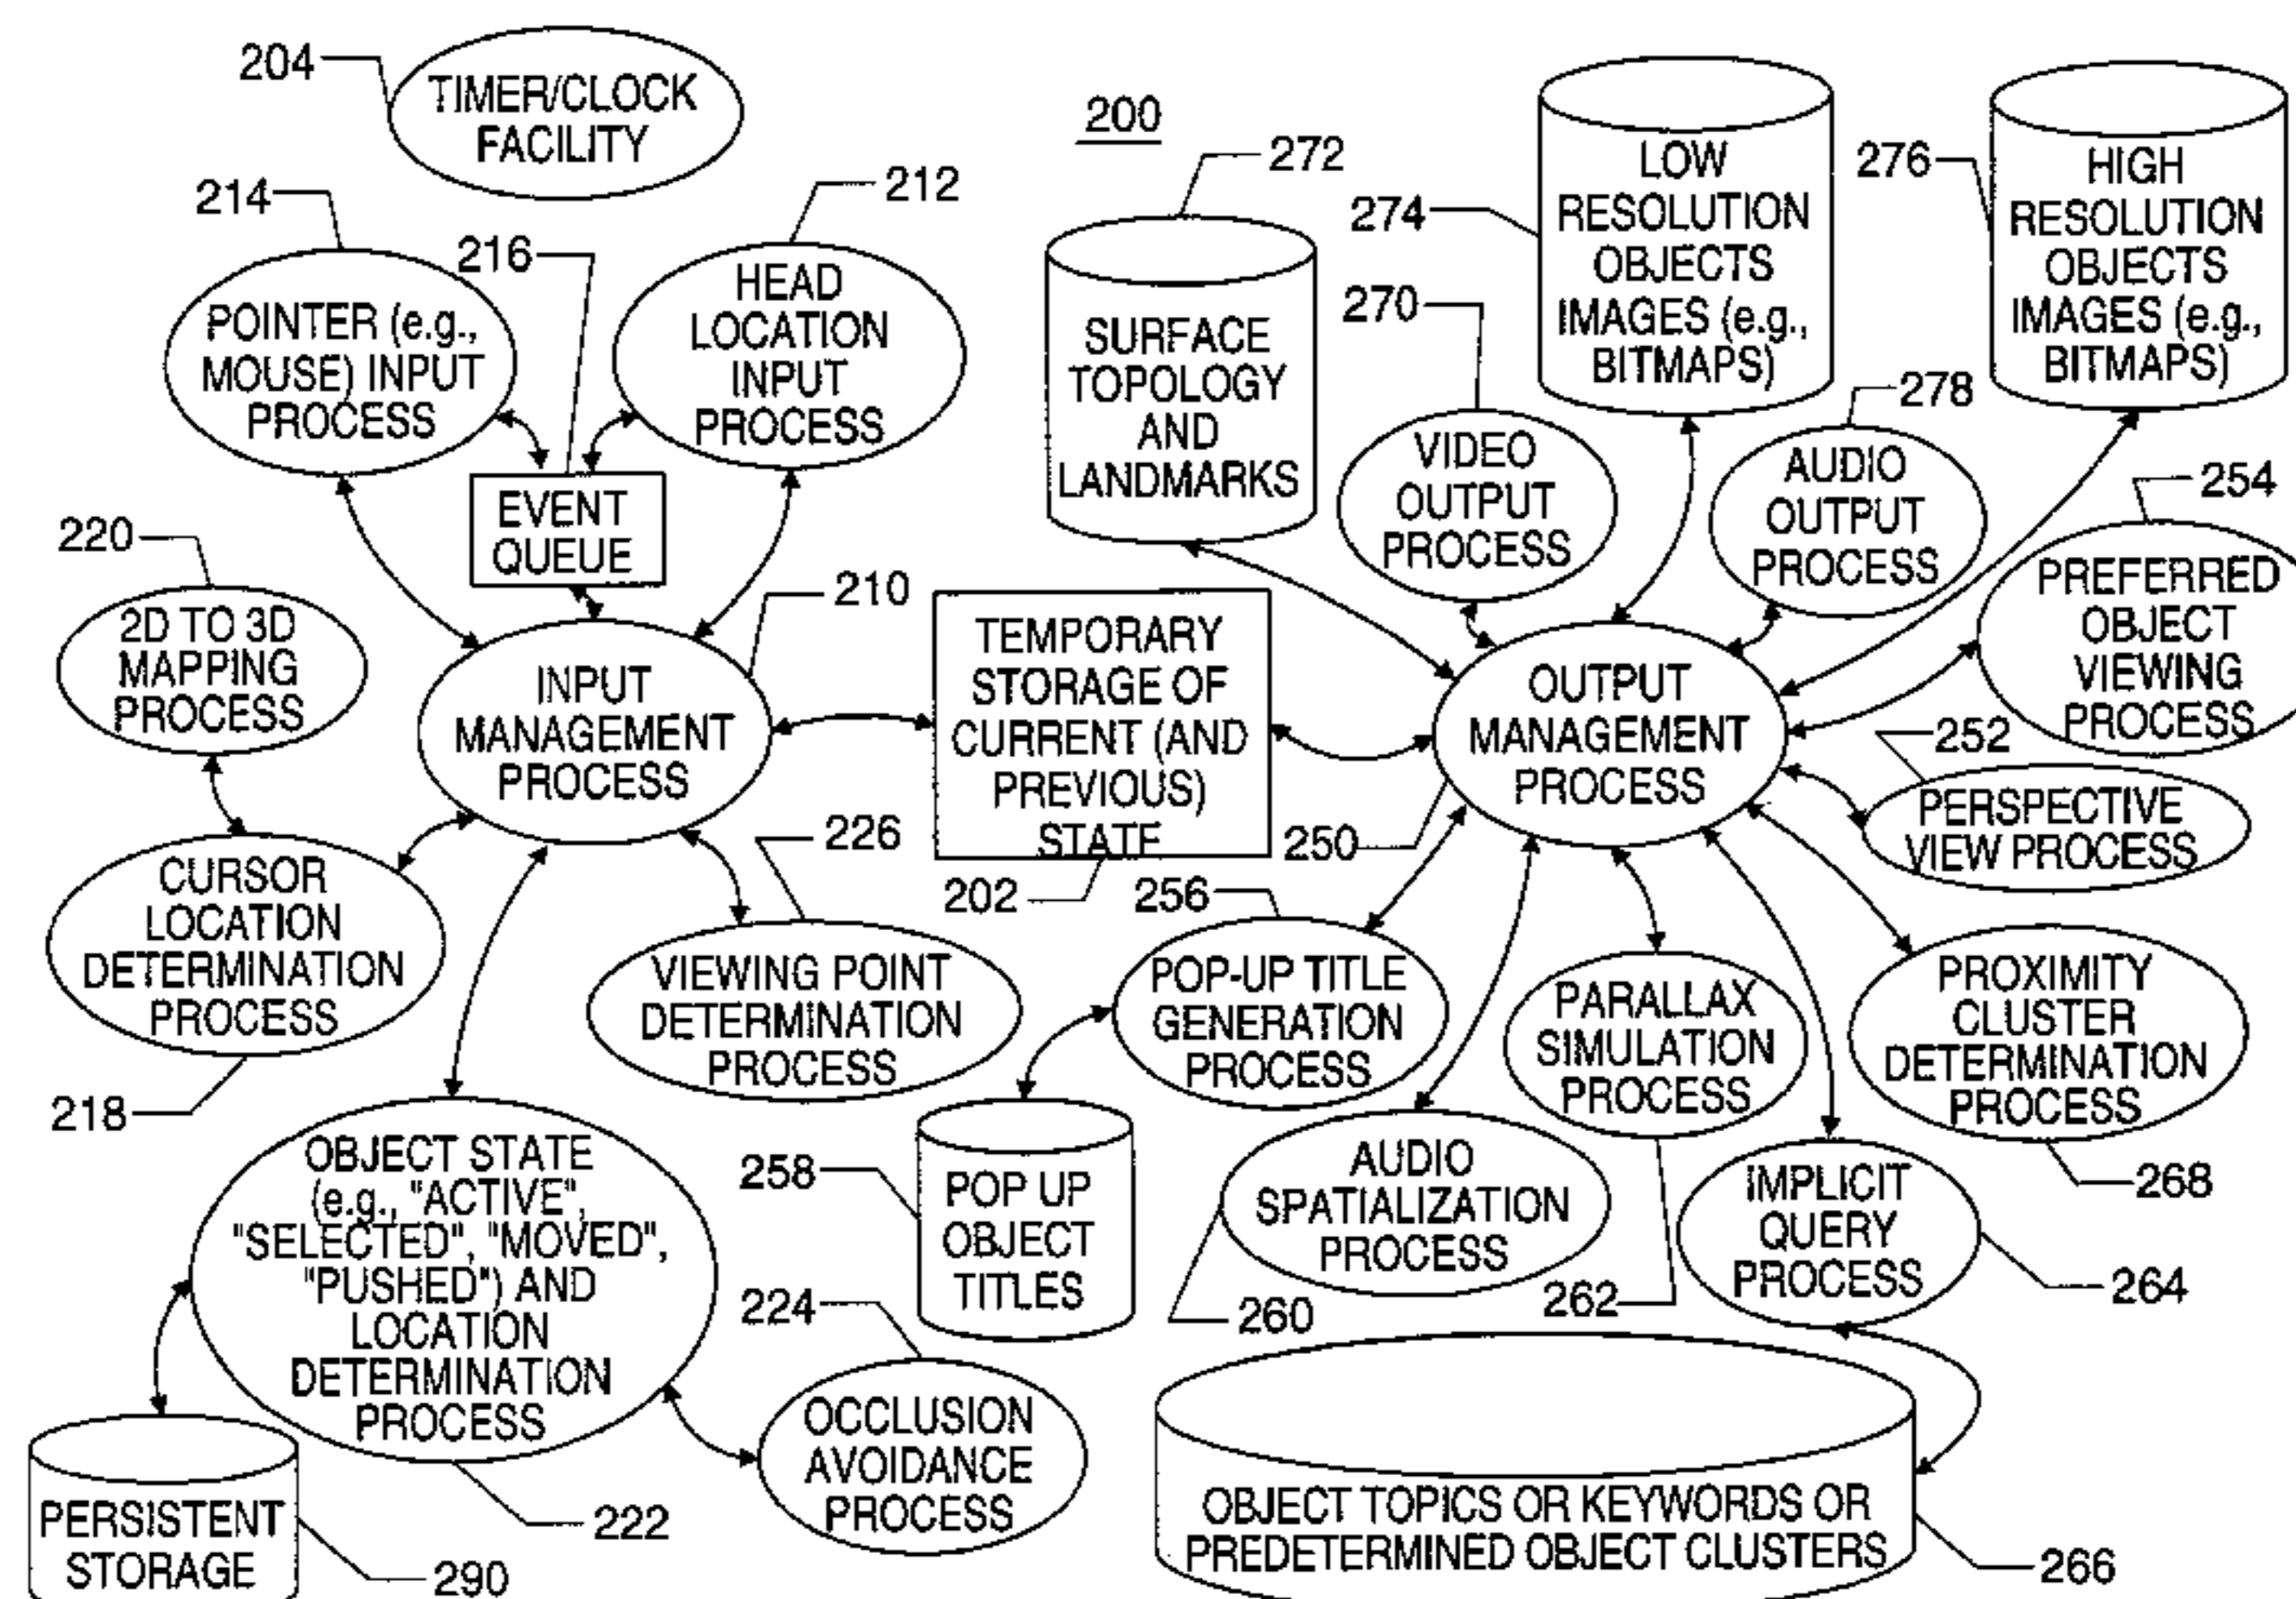 204
TIMER/CLOCK
FACILITY
200
214
216
212
272
274
LOW
RESOLUTION
OBJECTS
IMAGES (e.g.,
BITMAPS)
276
HIGH
RESOLUTION
OBJECTS
IMAGES (e.g.,
BITMAPS)
POINTER (e.g.,
MOUSE) INPUT
PROCESS
HEAD
LOCATION
INPUT
PROCESS
EVENT
QUEUE
SURFACE
TOPOLOGY
AND
LANDMARKS
270
VIDEO
OUTPUT
PROCESS
278
AUDIO
OUTPUT
PROCESS
254
PREFERRED
OBJECT
VIEWING
PROCESS
220
2D TO 3D
MAPPING
PROCESS
210
INPUT
MANAGEMENT
PROCESS
TEMPORARY
STORAGE OF
CURRENT (AND
PREVIOUS)
STATE
202
OUTPUT
MANAGEMENT
PROCESS
250
252
PERSPECTIVE
VIEW PROCESS
CURSOR
LOCATION
DETERMINATION
PROCESS
218
226
VIEWING POINT
DETERMINATION
PROCESS
256
POP-UP TITLE
GENERATION
PROCESS
PARALLAX
SIMULATION
PROCESS
262
PROXIMITY
CLUSTER
DETERMINATION
PROCESS
268
OBJECT STATE
(e.g., "ACTIVE",
"SELECTED", "MOVED",
"PUSHED") AND
LOCATION
DETERMINATION
PROCESS
222
258
POP UP
OBJECT
TITLES
AUDIO
SPATIALIZATION
PROCESS
260
IMPLICIT
QUERY
PROCESS
264
224
OCCLUSION
AVOIDANCE
PROCESS
PERSISTENT
STORAGE
290
OBJECT TOPICS OR KEYWORDS OR
PREDETERMINED OBJECT CLUSTERS
266